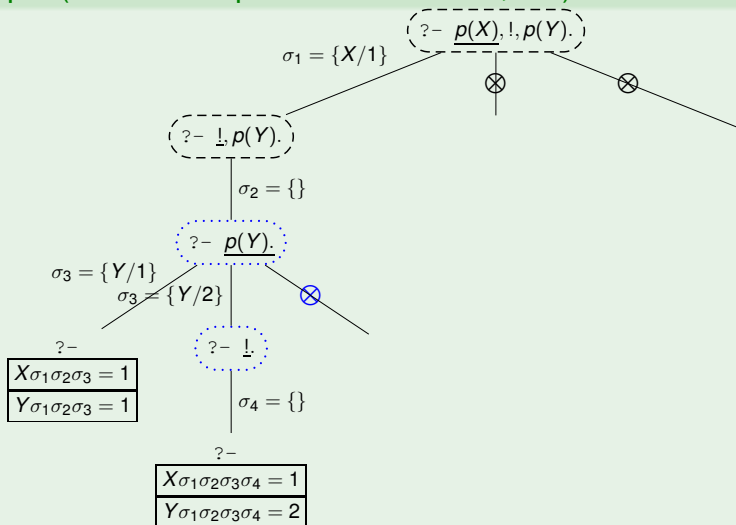 ?- p(X), !, p(Y).
σ1 = {X/1}
?- !, p(Y).
σ2 = {}
?- p(Y).
σ3 = {Y/1}
σ3 = {Y/2}
?- !.
?-
Xσ1σ2σ3 = 1
Yσ1σ2σ3 = 1
σ4 = {}
?-
Xσ1σ2σ3σ4 = 1
Yσ1σ2σ3σ4 = 2